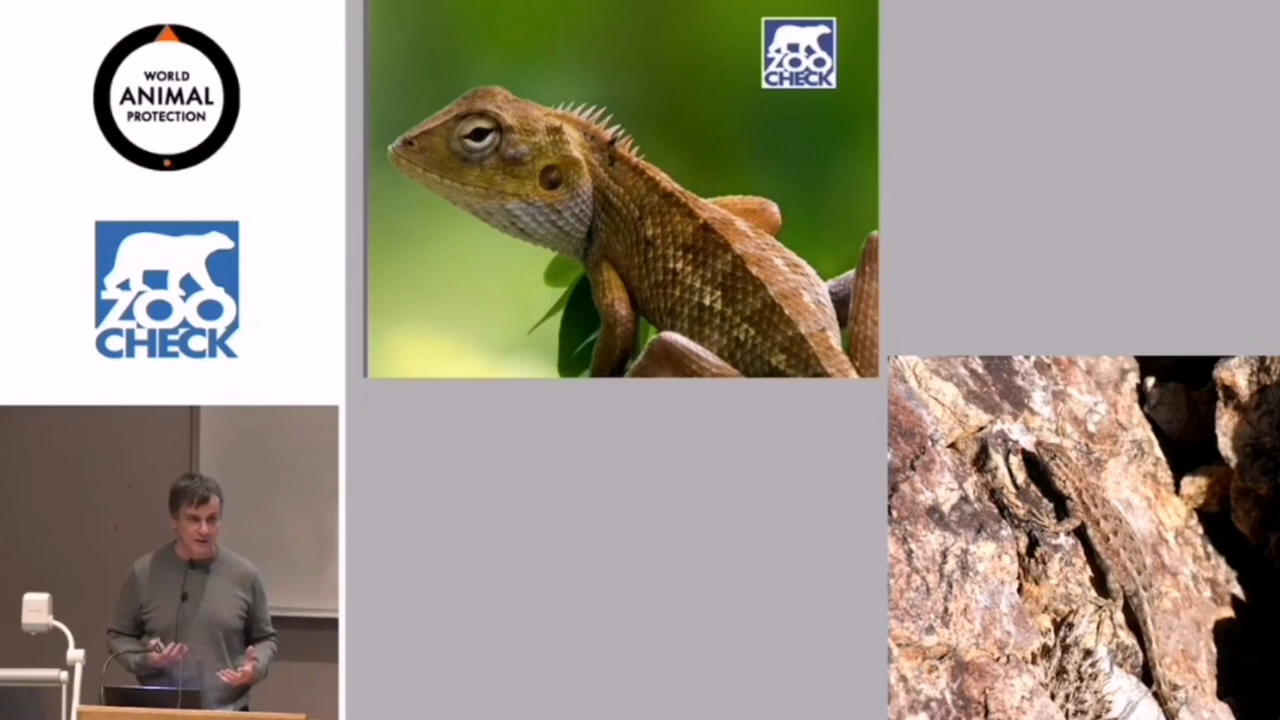 WORLD
ANIMAL
PROTECTION
ZOO
CHECK
ZOO
CHECK